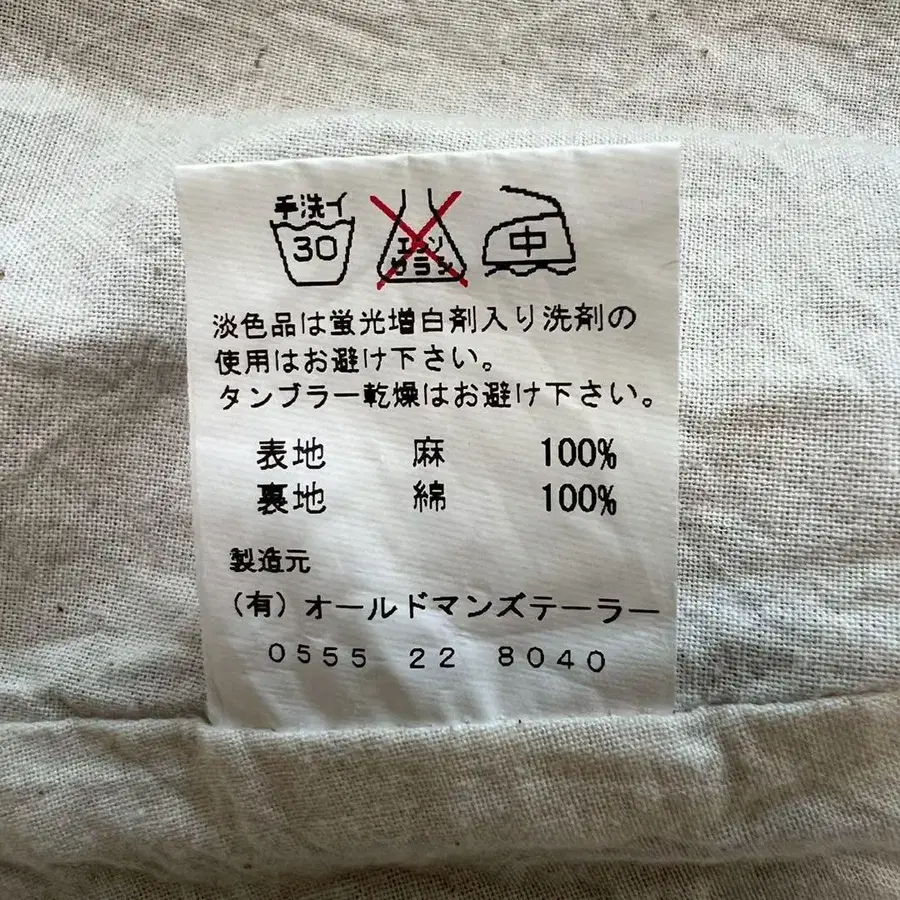 手洗イ
30
エンソ
サラシ
中
淡色品は蛍光増白剤入り洗剤の
使用はお避け下さい。
タンブラー乾燥はお避け下さい。
表地 麻 100%
裏地 綿 100%
製造元
(有) オールドマンズテーラー
0555 22 8040